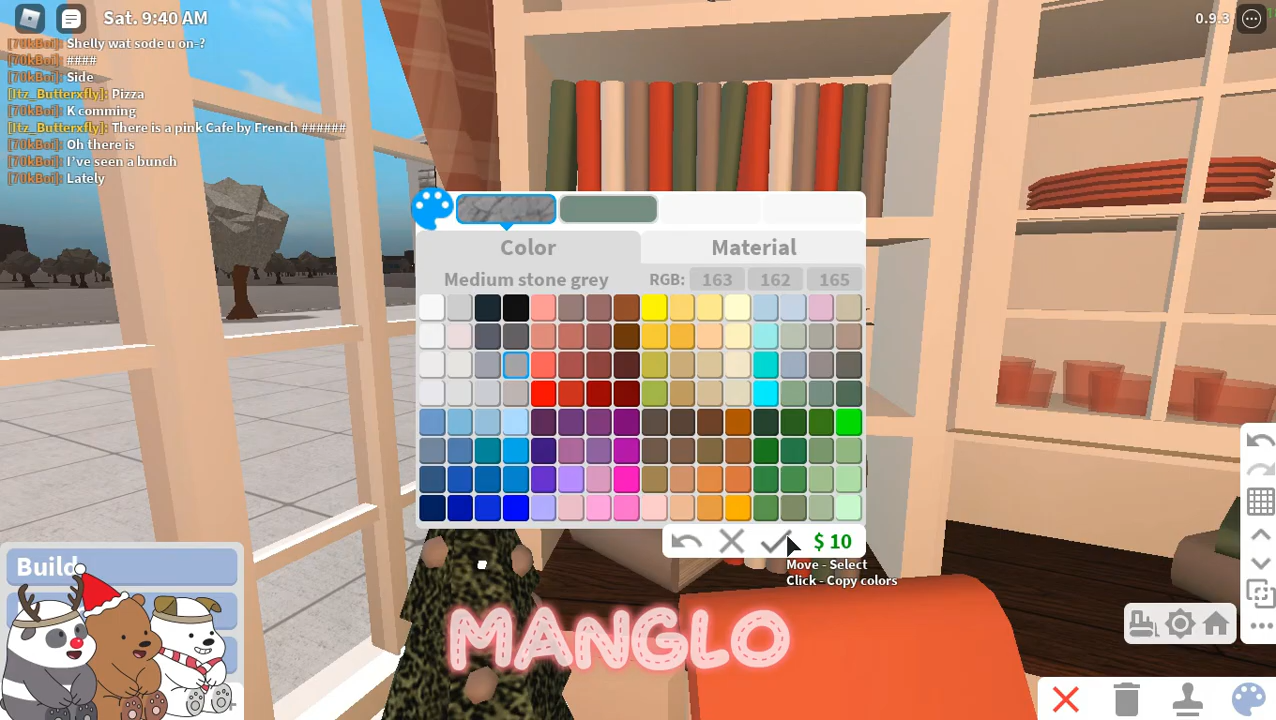 Sat. 9:40 AM
0.9.3
[70kBoi]: Shelly wat sode u on-?
[70kBoi]: ####
[70kBoi]: Side
[Itz_Butterxfly]: Pizza
[70kBoi]: K comming
[Itz_Butterxfly]: There is a pink Cafe by French ######
[70kBoi]: Oh there is
[70kBoi]: I've seen a bunch
[70kBoi]: Lately
Color
Material
Medium stone grey
RGB: 163 162 165
$ 10
Move - Select
Click - Copy colors
Build
MANGLO